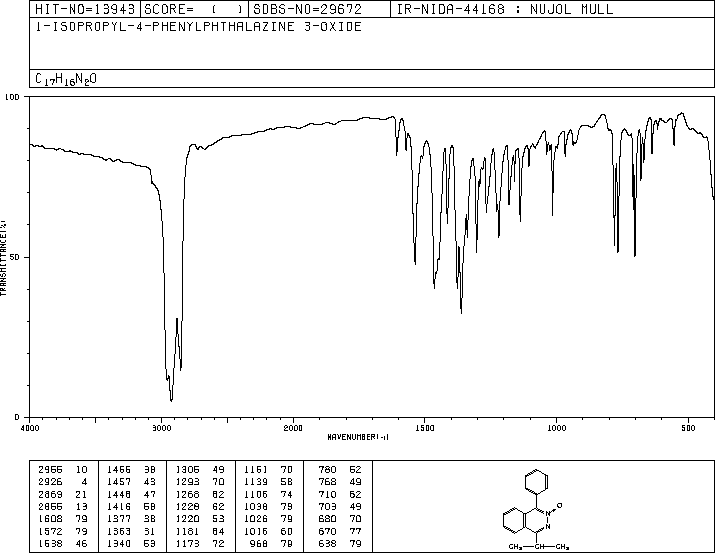 HIT-NO=13943 SCORE= ( ) SDBS-NO=29672 IR-NIDA-44168 : NUJOL MULL
1-ISOPROPYL-4-PHENYLPHTHALAZINE 3-OXIDE
C17H16N2O
100
50
0
TRANSMITTANCE(%)
4000 3000 2000 1500 1000 500
WAVENUMBER(-1)
2966 10 1466 38 1306 49 1161 70 780 52
2926 4 1457 43 1293 70 1139 58 768 49
2869 21 1448 47 1268 62 1106 74 710 62
2856 13 1416 58 1228 62 1038 79 703 49
1608 79 1377 38 1220 53 1026 79 680 70
1572 79 1363 31 1181 64 1016 60 670 77
1538 46 1340 53 1173 72 968 79 638 79
O
N
N
CH3 CH CH3